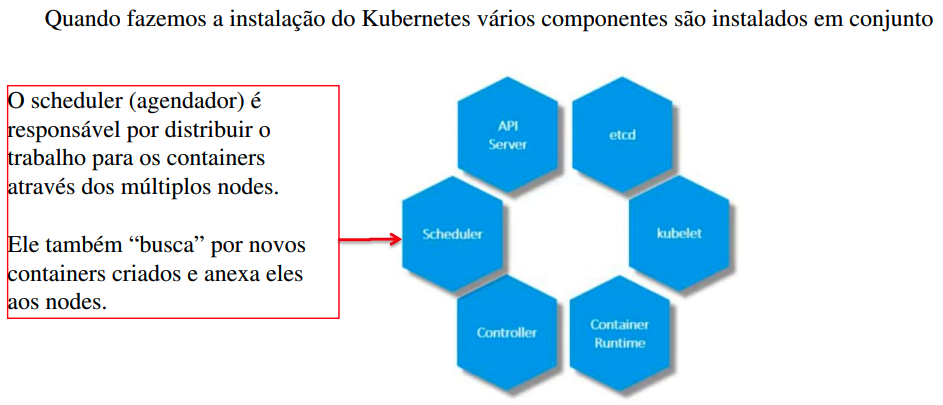 Quando fazemos a instalação do Kubernetes vários componentes são instalados em conjunto
O scheduler (agendador) é
responsável por distribuir o
trabalho para os containers
através dos múltiplos nodes.
Ele também “busca” por novos
containers criados e anexa eles
aos nodes.
API
Server
etcd
Scheduler
kubelet
Controller
Container
Runtime